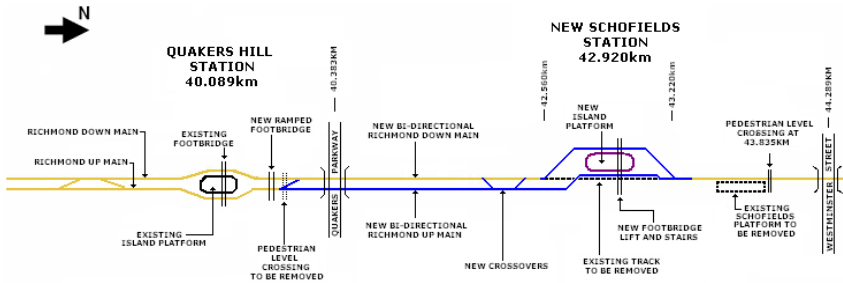 N
QUAKERS HILL
STATION
40.089km
NEW SCHOFIELDS
STATION
42.920km
40.383KM
42.560km
43.220km
44.289KM
RICHMOND DOWN MAIN
RICHMOND UP MAIN
EXISTING
FOOTBRIDGE
NEW RAMPED
FOOTBRIDGE
QUAKERS PARKWAY
NEW BI-DIRECTIONAL
RICHMOND DOWN MAIN
NEW
ISLAND
PLATFORM
PEDESTRIAN LEVEL
CROSSING AT
43.835KM
WESTMINSTER STREET
EXISTING
ISLAND PLATFORM
PEDESTRIAN
LEVEL
CROSSING
TO BE REMOVED
NEW BI-DIRECTIONAL
RICHMOND UP MAIN
NEW CROSSOVERS
EXISTING TRACK
TO BE REMOVED
NEW FOOTBRIDGE
LIFT AND STAIRS
EXISTING
SCHOFIELDS
PLATFORM TO
BE REMOVED